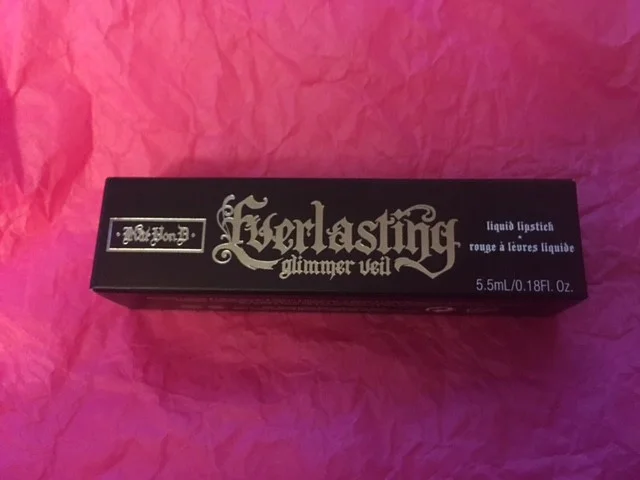 ·Kat Von D·
Everlasting
glimmer veil
liquid lipstick
•
rouge à lèvres liquide
5.5mL/0.18Fl. Oz.